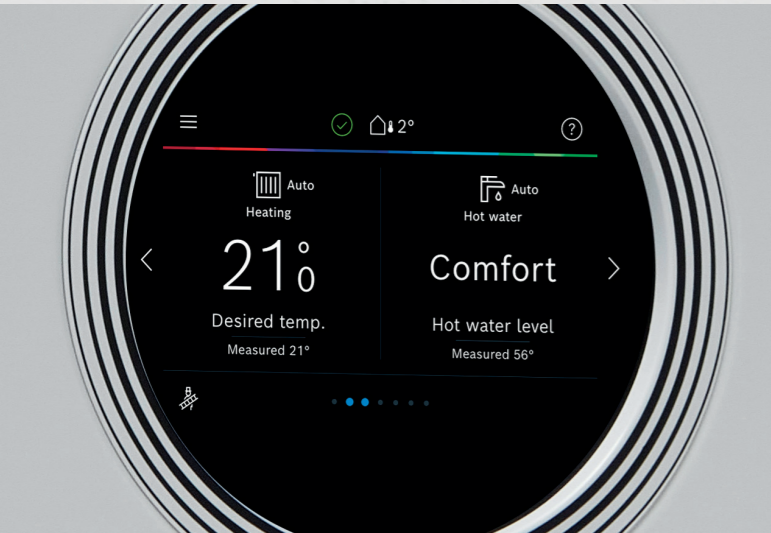 2°
?
Auto
Heating
21°0
Desired temp.
Measured 21°
Auto
Hot water
Comfort
Hot water level
Measured 56°